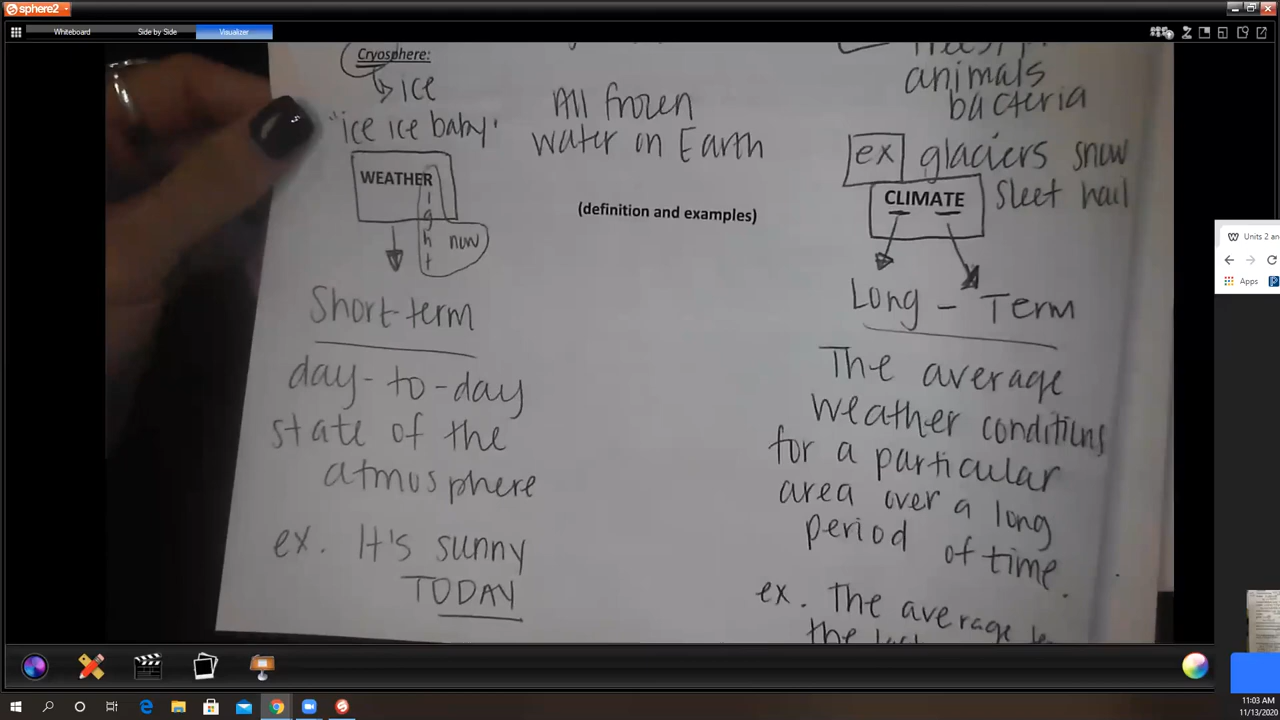 sphere2
Whiteboard
Side by Side
Visualizer
Cryosphere:
ice
"ice ice baby"
All frozen
water on Earth
animals
bacteria
ex glaciers snow
sleet hail
WEATHER
ight
now
(definition and examples)
CLIMATE
Short-term
day-to-day
state of the
atmosphere
ex. It's sunny
TODAY
Long - Term
The average
weather conditions
for a particular
area over a long
period of time.
ex. The average
the
Units 2 an
Apps
11:03 AM
11/13/2020